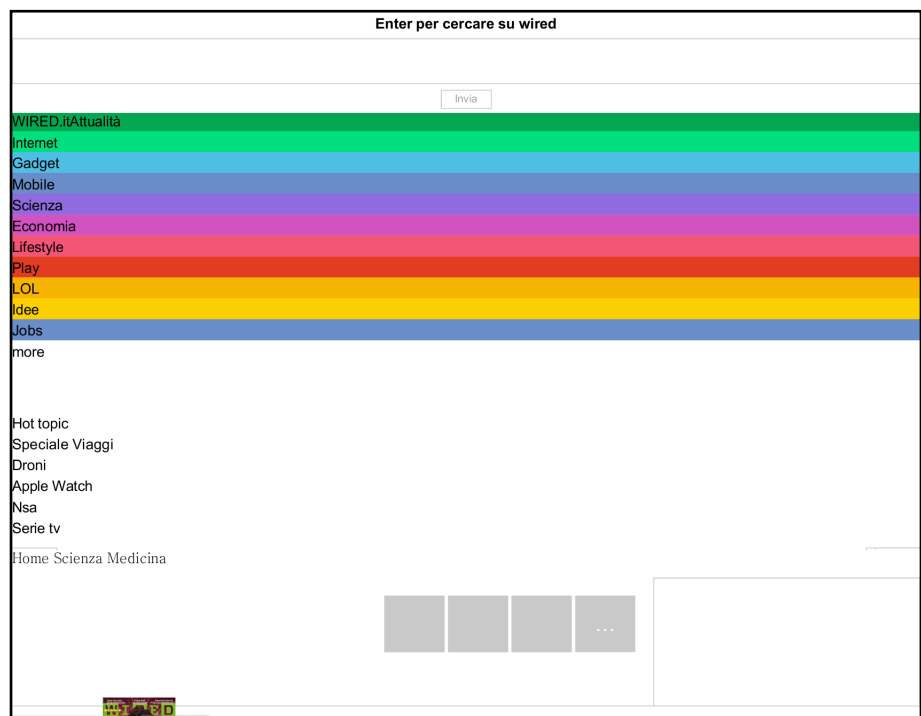 Enter per cercare su wired
Invia
WIRED.itAttualità
Internet
Gadget
Mobile
Scienza
Economia
Lifestyle
Play
LOL
Idee
Jobs
more
Hot topic
Speciale Viaggi
Droni
Apple Watch
Nsa
Serie tv
Home Scienza Medicina
...
WIRED